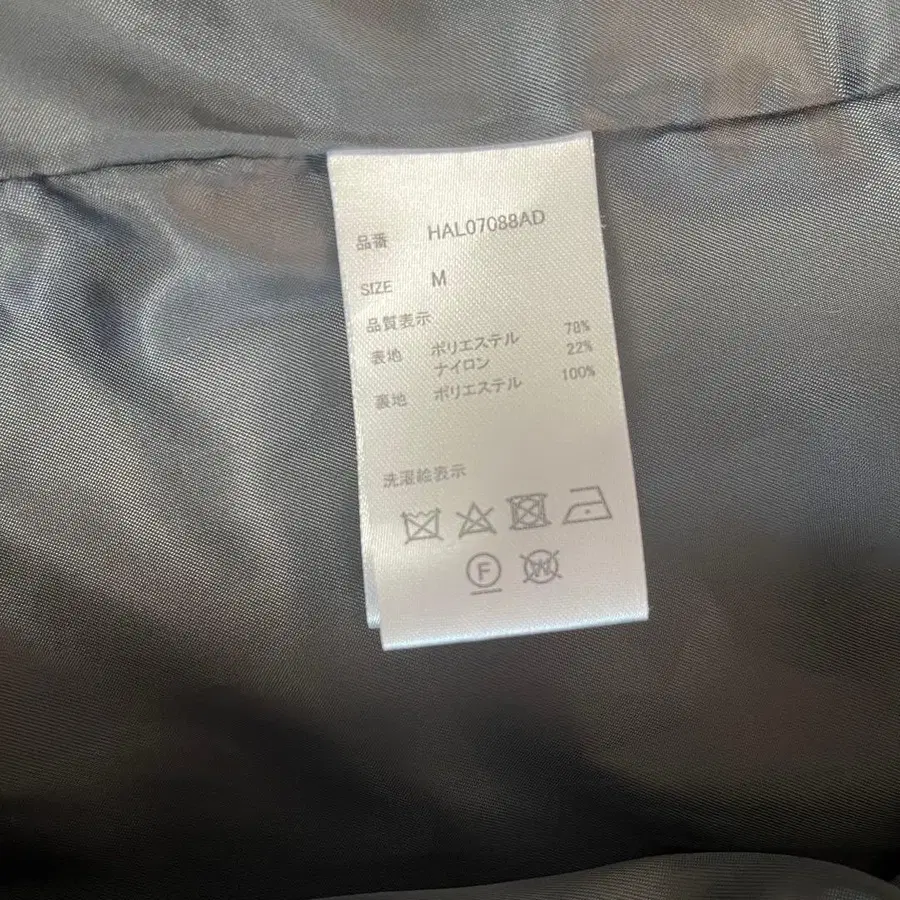 品番 HAL07088AD
SIZE M
品質表示
表地 ポリエステル 78%
ナイロン 22%
裏地 ポリエステル 100%
洗濯絵表示
F W